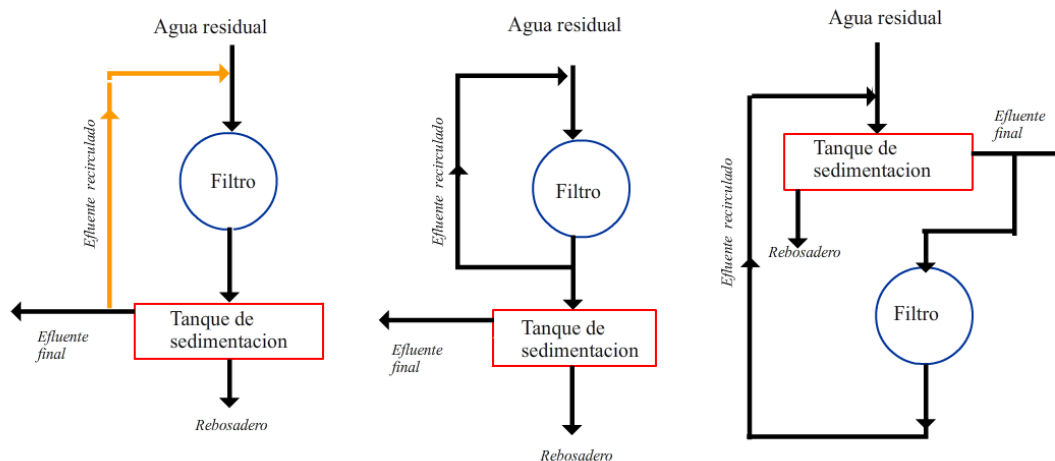 Agua residual
Efluente recirculado
Filtro
Tanque de
sedimentacion
Efluente
final
Rebosadero
Agua residual
Efluente recirculado
Filtro
Tanque de
sedimentacion
Efluente
final
Rebosadero
Agua residual
Efluente
final
Tanque de
sedimentacion
Efluente recirculado
Rebosadero
Filtro